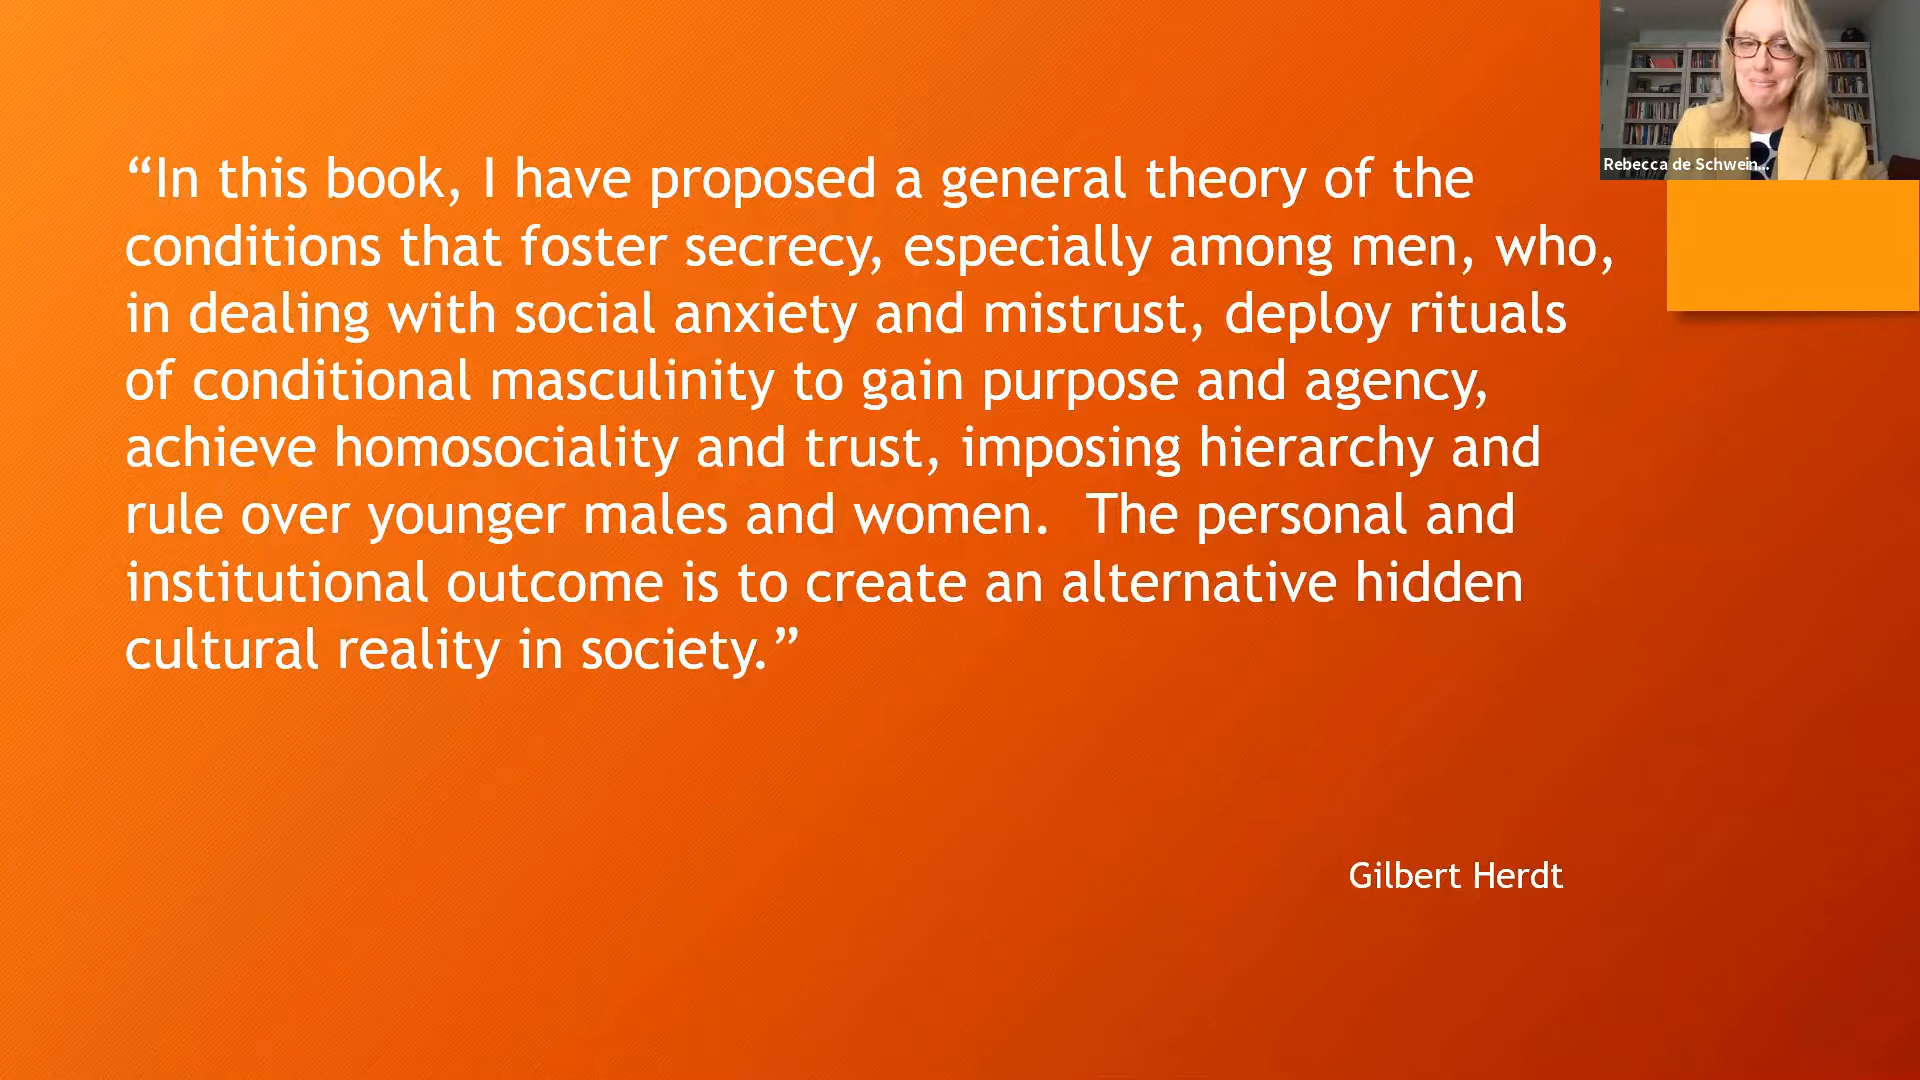 “In this book, I have proposed a general theory of the
conditions that foster secrecy, especially among men, who,
in dealing with social anxiety and mistrust, deploy rituals
of conditional masculinity to gain purpose and agency,
achieve homosociality and trust, imposing hierarchy and
rule over younger males and women.  The personal and
institutional outcome is to create an alternative hidden
cultural reality in society.”
Gilbert Herdt
Rebecca de Schwein...